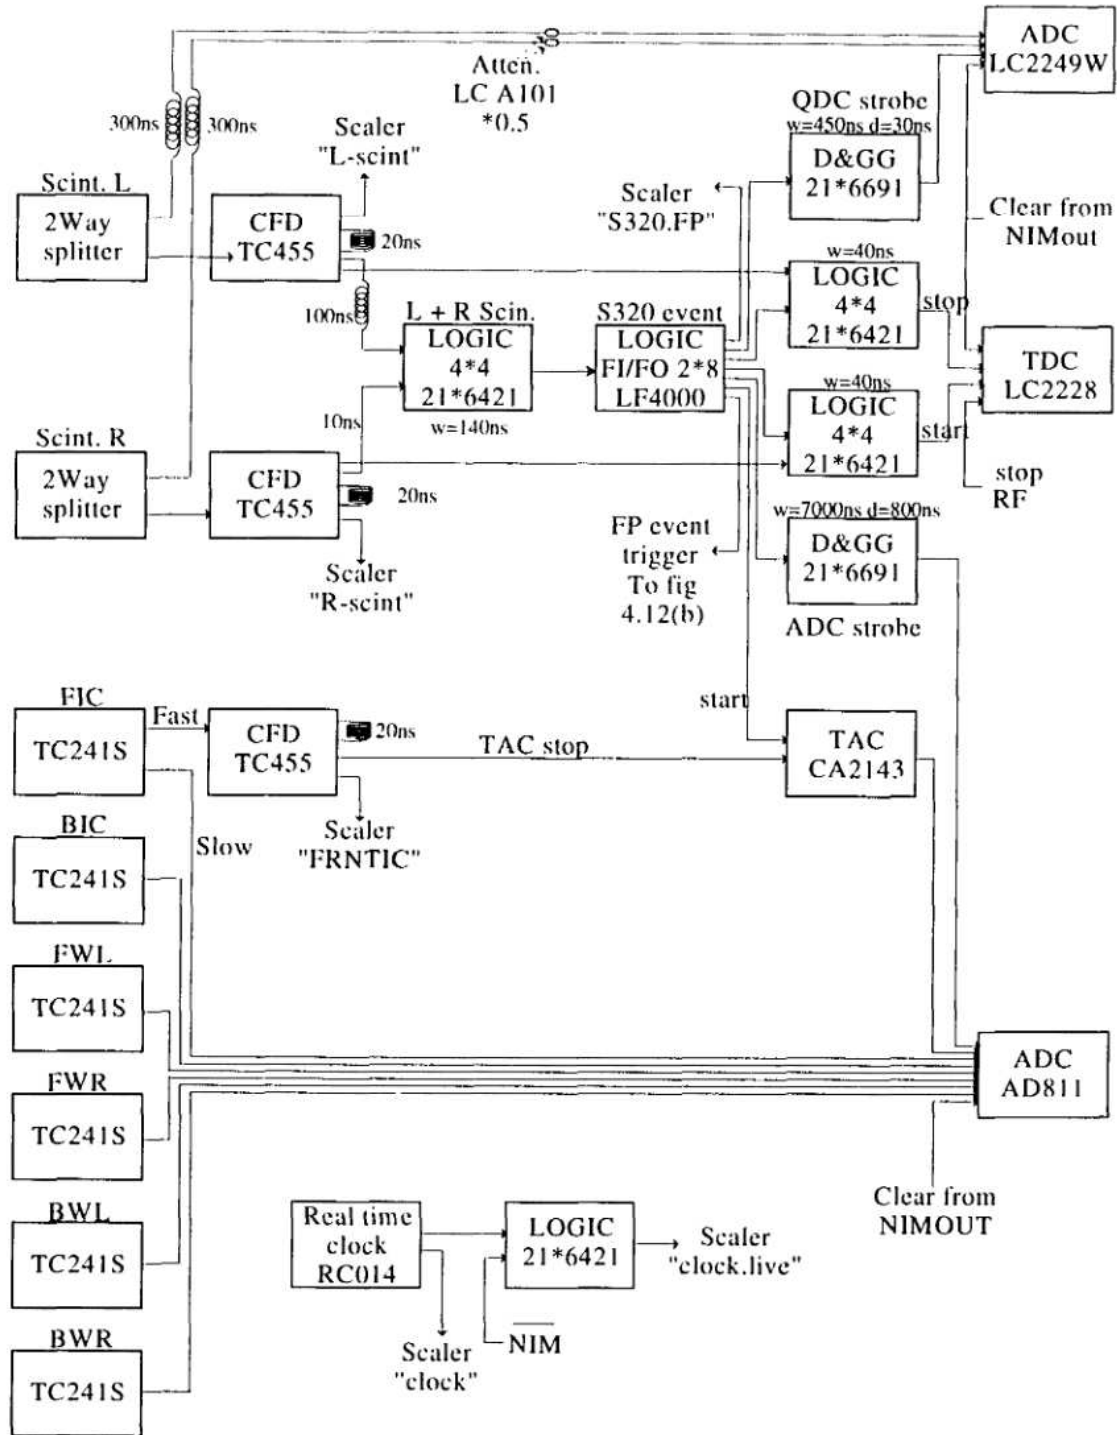 ADC
LC2249W
Atten.
LC A101
*0.5
QDC strobe
w=450ns d=30ns
D&GG
21*6691
300ns
300ns
Scaler
"L-scint"
Scint. L
2Way
splitter
CFD
TC455
20ns
Scaler
"S320.FP"
Clear from
NIMout
w=40ns
LOGIC
4*4
21*6421
stop
100ns
L + R Scin.
LOGIC
4*4
21*6421
w=140ns
S320 event
LOGIC
FI/FO 2*8
LF4000
TDC
LC2228
w=40ns
LOGIC
4*4
21*6421
start
10ns
Scint. R
2Way
splitter
CFD
TC455
20ns
stop
RF
Scaler
"R-scint"
FP event
trigger
To fig
4.12(b)
w=7000ns d=800ns
D&GG
21*6691
ADC strobe
FIC
TC241S
Fast
CFD
TC455
20ns
TAC stop
start
TAC
CA2143
Slow
Scaler
"FRNTIC"
BIC
TC241S
FWL
TC241S
FWR
TC241S
ADC
AD811
Clear from
NIMOUT
BWL
TC241S
Real time
clock
RC014
LOGIC
21*6421
Scaler
"clock.live"
NIM
Scaler
"clock"
BWR
TC241S